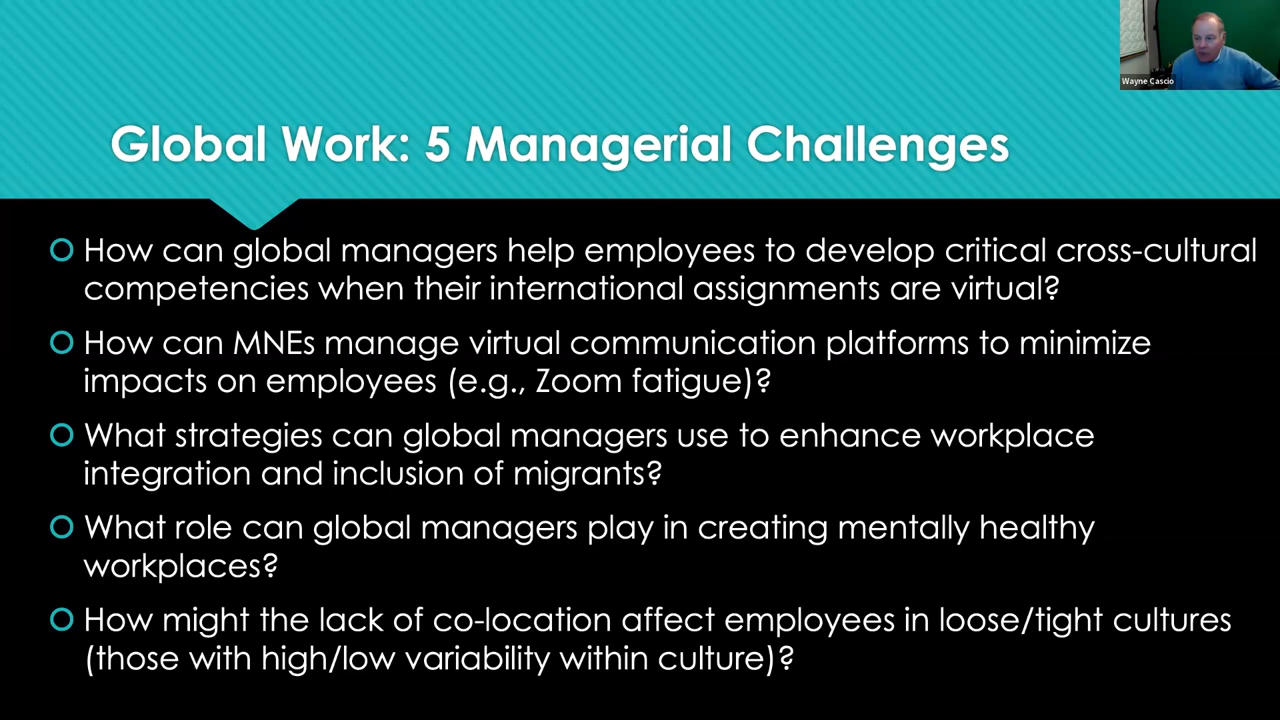 Wayne Cascio
Global Work: 5 Managerial Challenges
How can global managers help employees to develop critical cross-cultural
competencies when their international assignments are virtual?
How can MNEs manage virtual communication platforms to minimize
impacts on employees (e.g., Zoom fatigue)?
What strategies can global managers use to enhance workplace
integration and inclusion of migrants?
What role can global managers play in creating mentally healthy
workplaces?
How might the lack of co-location affect employees in loose/tight cultures
(those with high/low variability within culture)?